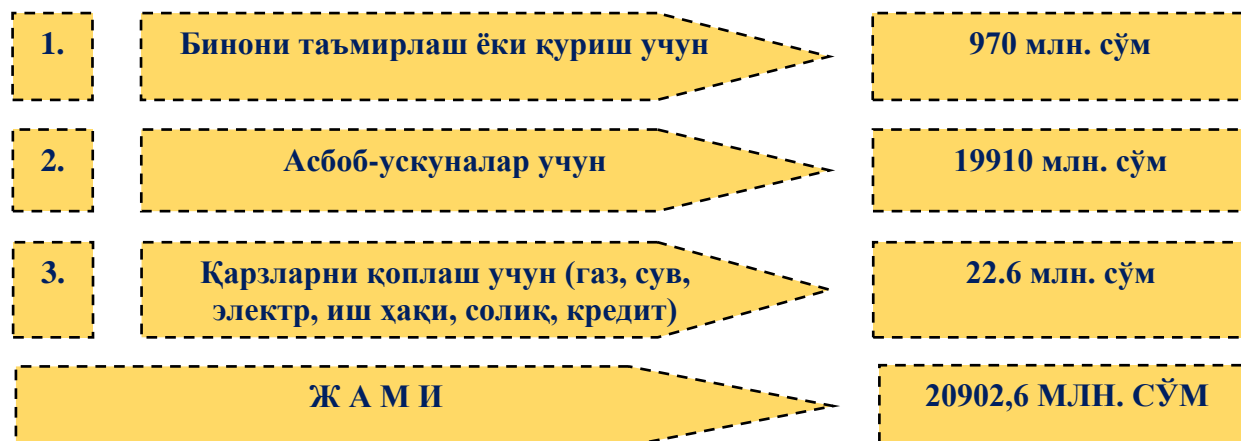 1. Бинони таъмирлаш ёки қуриш учун 970 млн. сўм
2. Асбоб-ускуналар учун 19910 млн. сўм
3. Қарзларни қоплаш учун (газ, сув, 22.6 млн. сўм
электр, иш ҳақи, солиқ, кредит)
Ж А М И 20902,6 МЛН. СЎМ